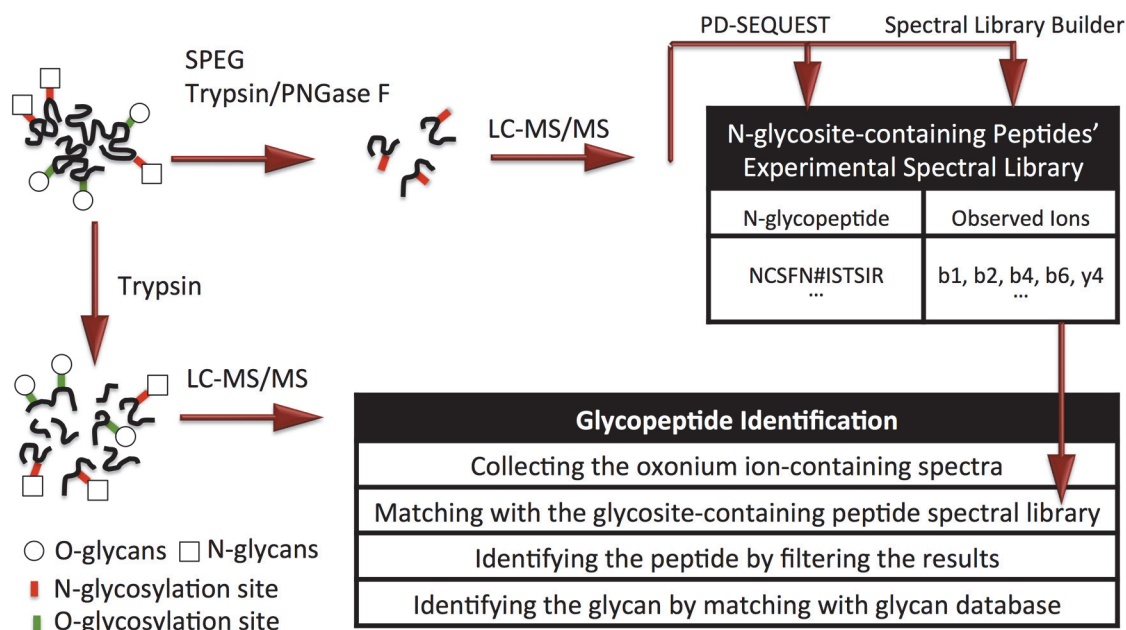 PD-SEQUEST
Spectral Library Builder
SPEG
Trypsin/PNGase F
LC-MS/MS
N-glycosite-containing Peptides’
Experimental Spectral Library
N-glycopeptide
Observed Ions
NCSFN#ISTSIR
...
b1, b2, b4, b6, y4
...
Trypsin
LC-MS/MS
Glycopeptide Identification
Collecting the oxonium ion-containing spectra
Matching with the glycosite-containing peptide spectral library
Identifying the peptide by filtering the results
Identifying the glycan by matching with glycan database
O-glycans
N-glycans
N-glycosylation site
O-glycosylation site